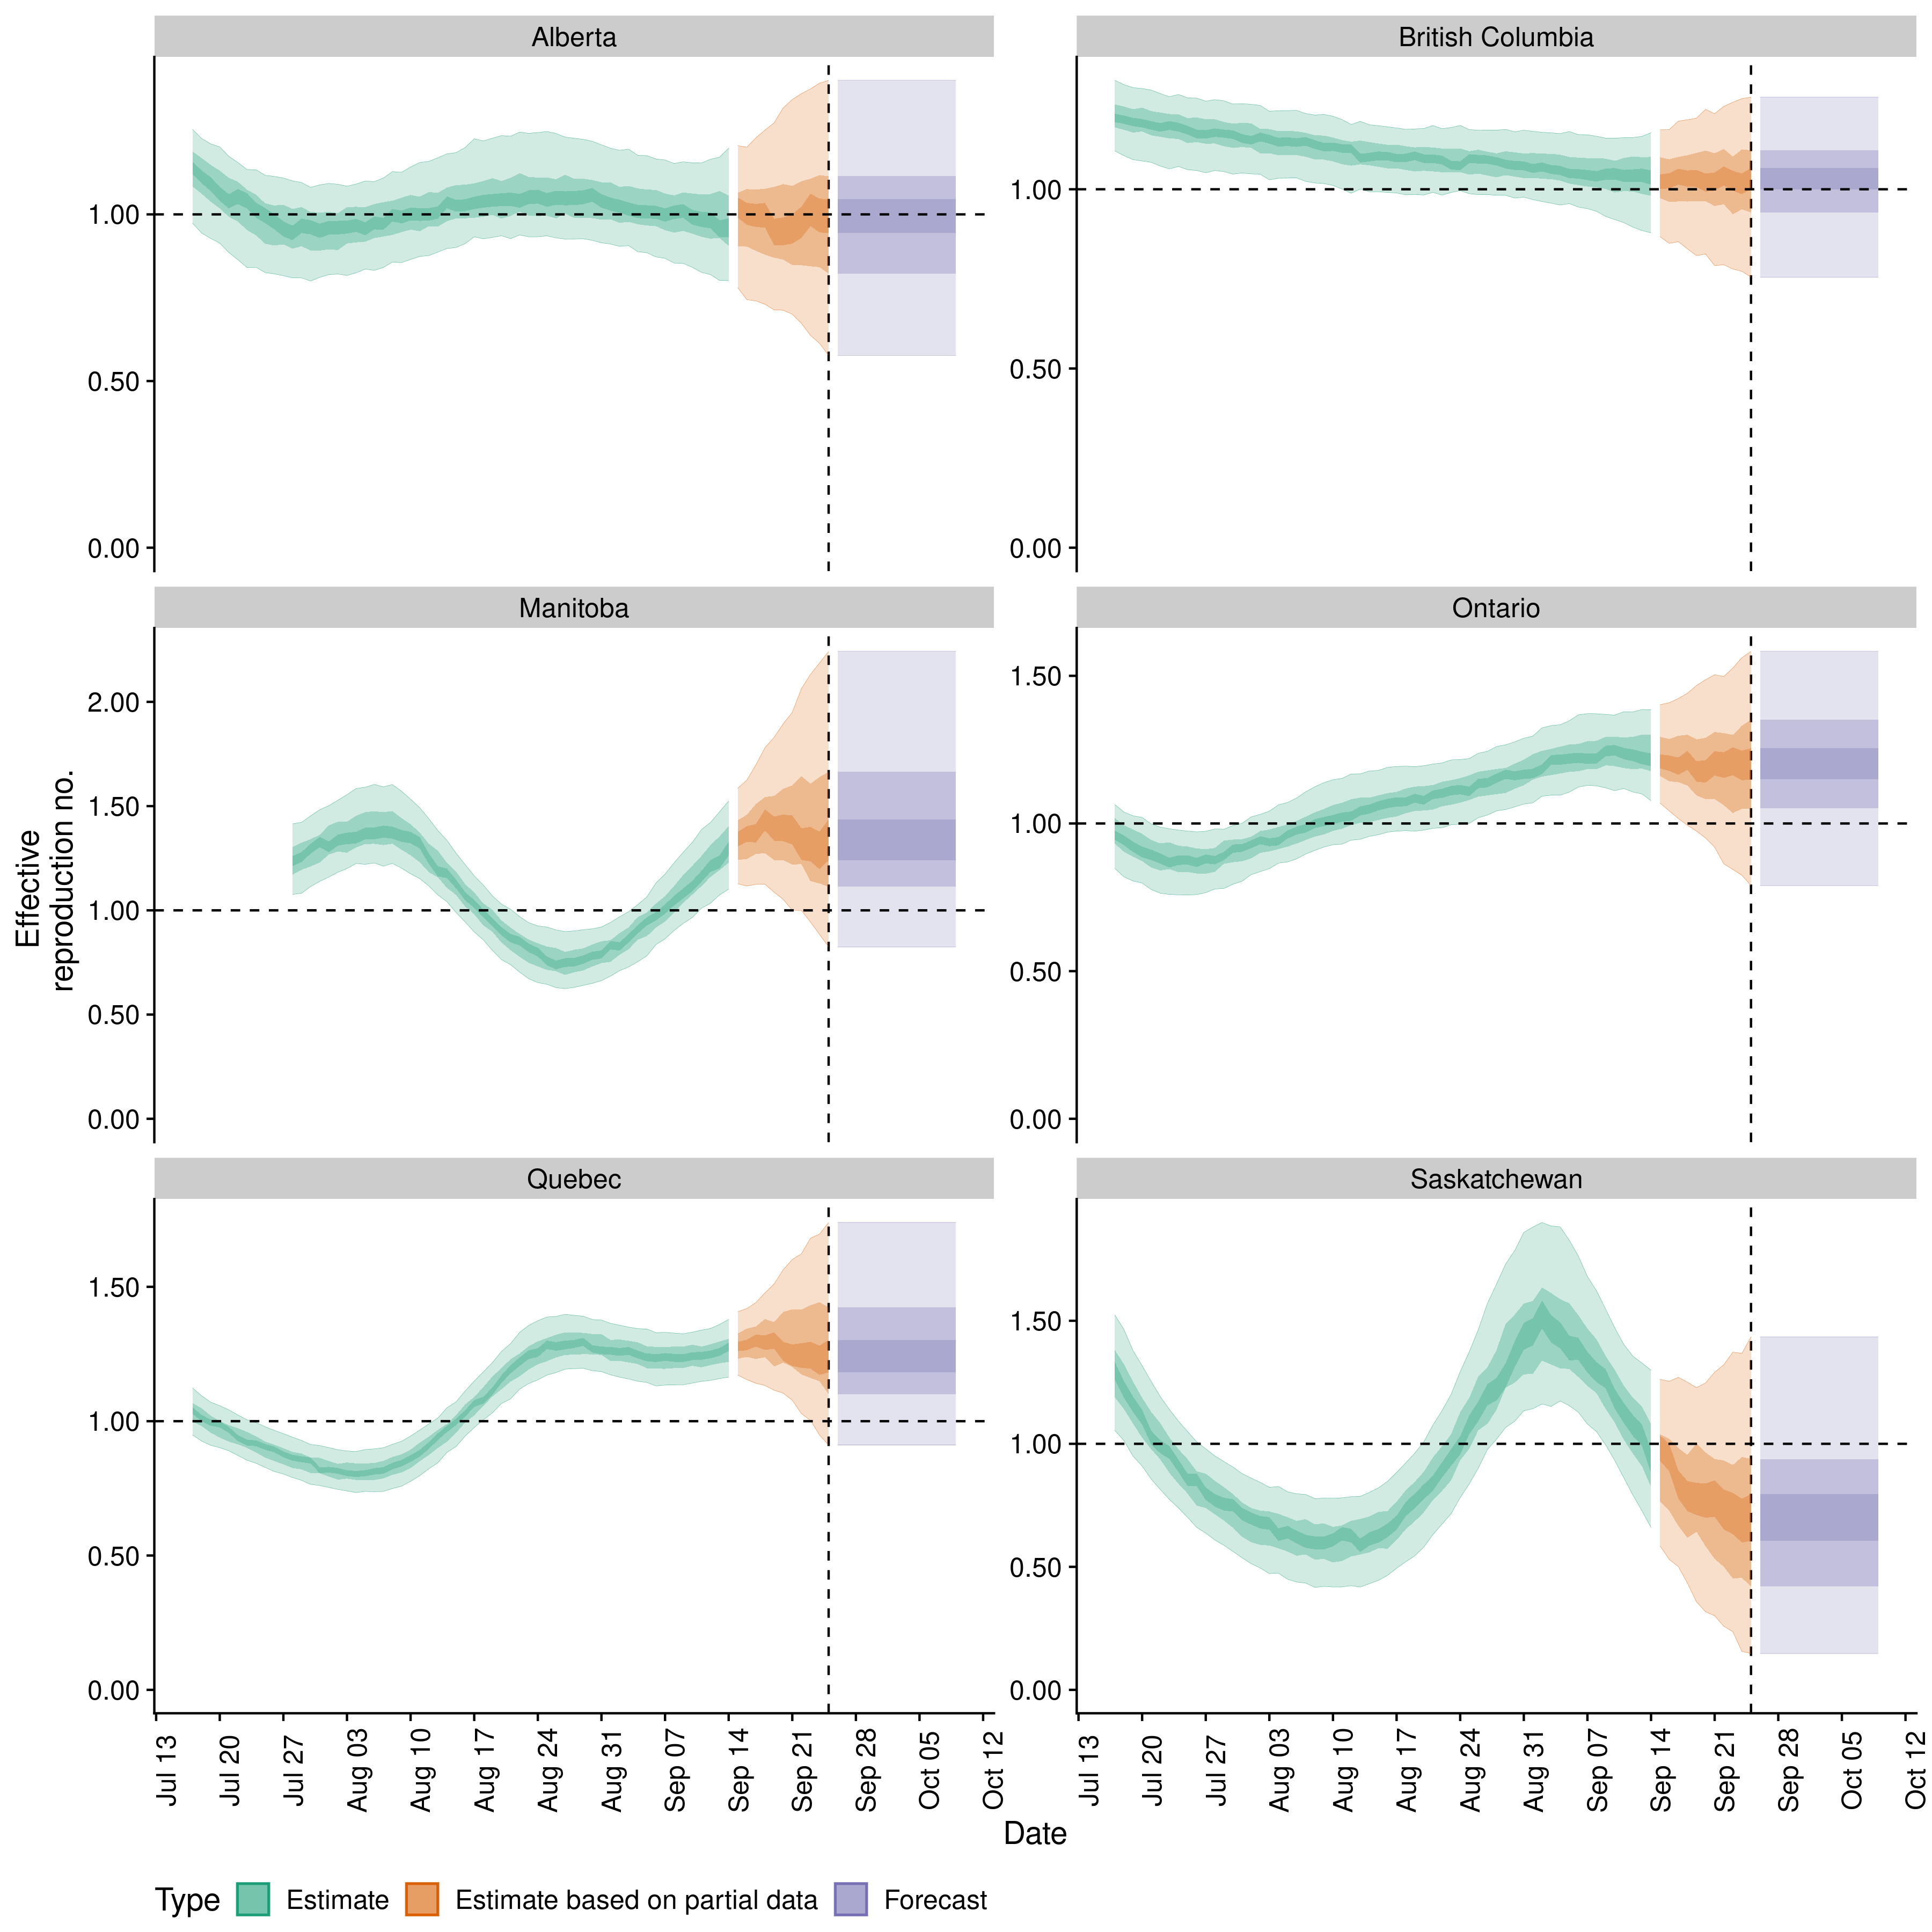 Alberta
British Columbia
1.00
0.50
0.00
1.00
0.50
0.00
Manitoba
Ontario
2.00
1.50
1.00
0.50
0.00
1.50
1.00
0.50
0.00
Effective
reproduction no.
Quebec
Saskatchewan
1.50
1.00
0.50
0.00
1.50
1.00
0.50
0.00
Jul 13
Jul 20
Jul 27
Aug 03
Aug 10
Aug 17
Aug 24
Aug 31
Sep 07
Sep 14
Sep 21
Sep 28
Oct 05
Oct 12
Jul 13
Jul 20
Jul 27
Aug 03
Aug 10
Aug 17
Aug 24
Aug 31
Sep 07
Sep 14
Sep 21
Sep 28
Oct 05
Oct 12
Date
Type Estimate Estimate based on partial data Forecast